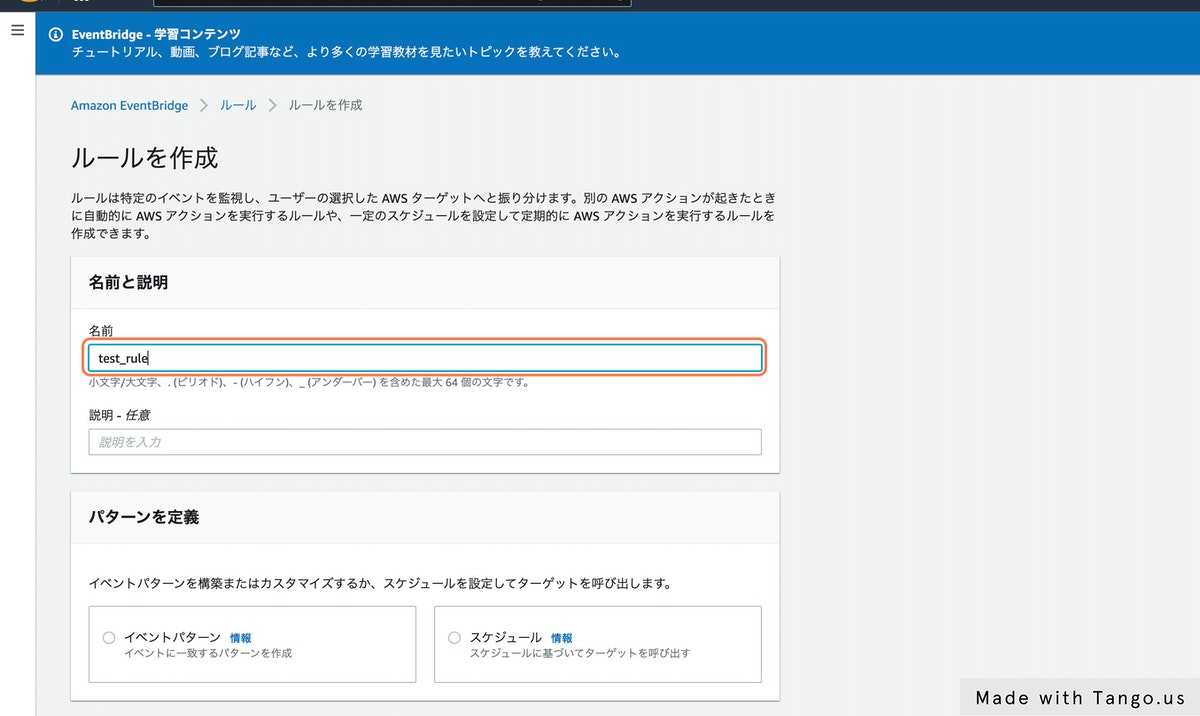 EventBridge - 学習コンテンツ
チュートリアル、動画、ブログ記事など、より多くの学習教材を見たいトピックを教えてください。
Amazon EventBridge > ルール > ルールを作成
ルールを作成
ルールは特定のイベントを監視し、ユーザーの選択した AWS ターゲットへと振り分けます。別の AWS アクションが起きたとき
に自動的に AWS アクションを実行するルールや、一定のスケジュールを設定して定期的に AWS アクションを実行するルールを
作成できます。
名前と説明
名前
test_rule
小文字/大文字、. (ピリオド)、- (ハイフン)、_ (アンダーバー) を含めた最大 64 個の文字です。
説明 - 任意
説明を入力
パターンを定義
イベントパターンを構築またはカスタマイズするか、スケジュールを設定してターゲットを呼び出します。
イベントパターン 情報
イベントに一致するパターンを作成
スケジュール 情報
スケジュールに基づいてターゲットを呼び出す
Made with Tango.us